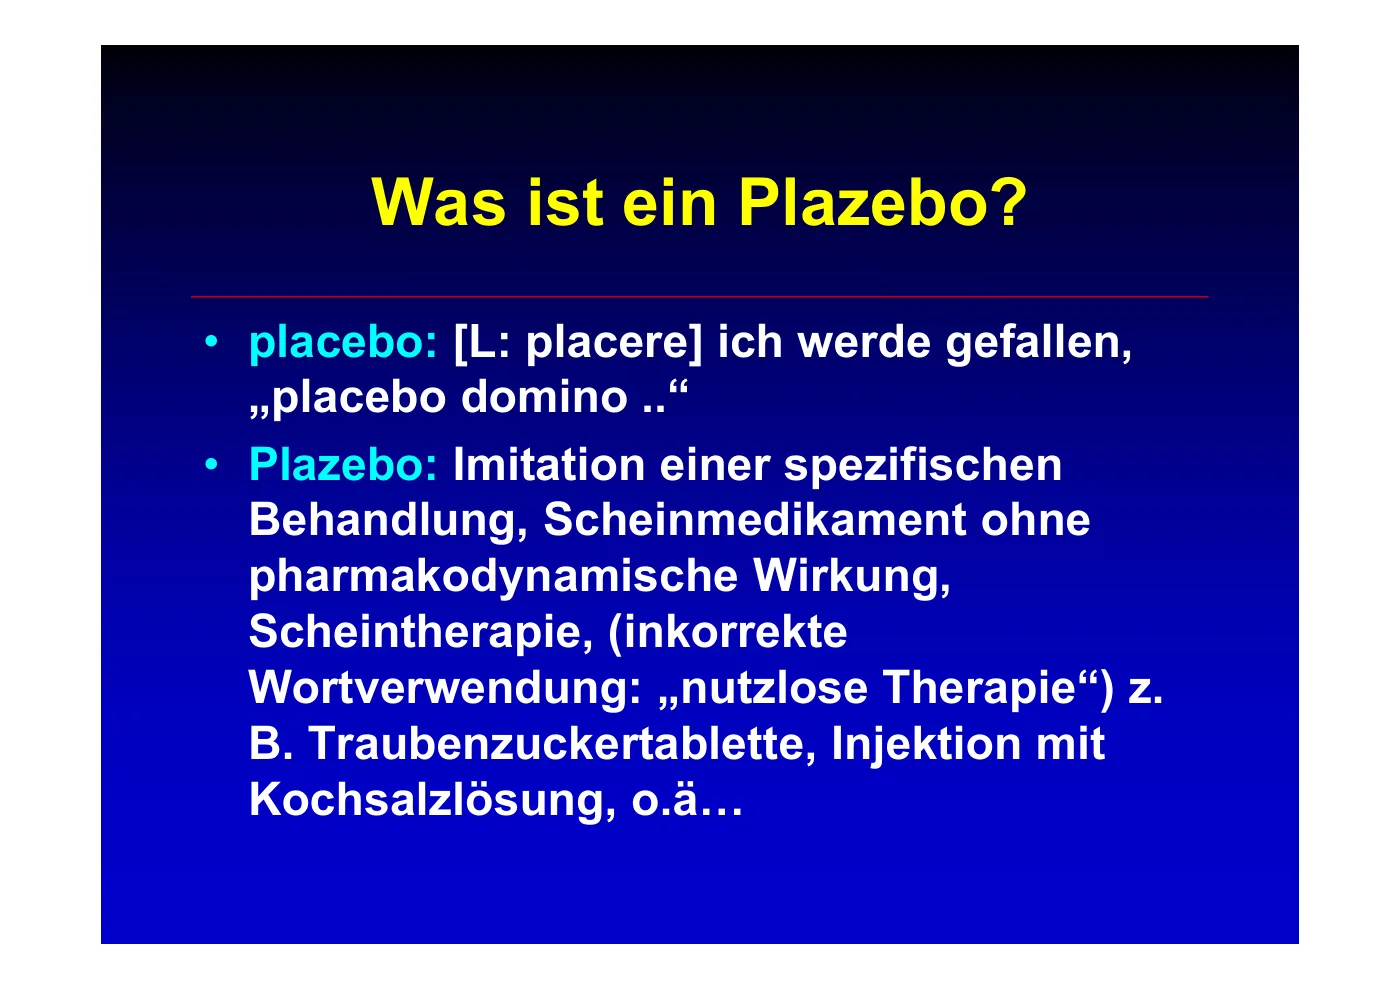 Was ist ein Plazebo?
• placebo: [L: placere] ich werde gefallen,
„placebo domino ..“
• Plazebo: Imitation einer spezifischen
Behandlung, Scheinmedikament ohne
pharmakodynamische Wirkung,
Scheintherapie, (inkorrekte
Wortverwendung: „nutzlose Therapie“) z.
B. Traubenzuckertablette, Injektion mit
Kochsalzlösung, o.ä…